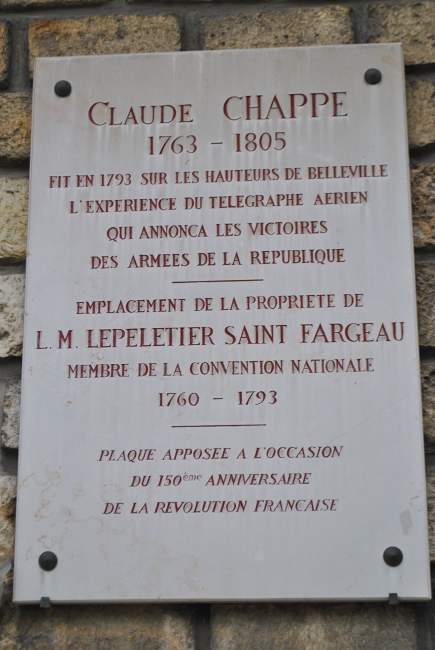 CLAUDE CHAPPE
1763 - 1805
FIT EN 1793 SUR LES HAUTEURS DE BELLEVILLE
L'EXPERIENCE DU TELEGRAPHE AERIEN
QUI ANNONCA LES VICTOIRES
DES ARMEES DE LA REPUBLIQUE
EMPLACEMENT DE LA PROPRIETE DE
L. M. LEPELETIER SAINT FARGEAU
MEMBRE DE LA CONVENTION NATIONALE
1760 - 1793
PLAQUE APPOSEE A L'OCCASION
DU 150ème ANNIVERSAIRE
DE LA REVOLUTION FRANCAISE